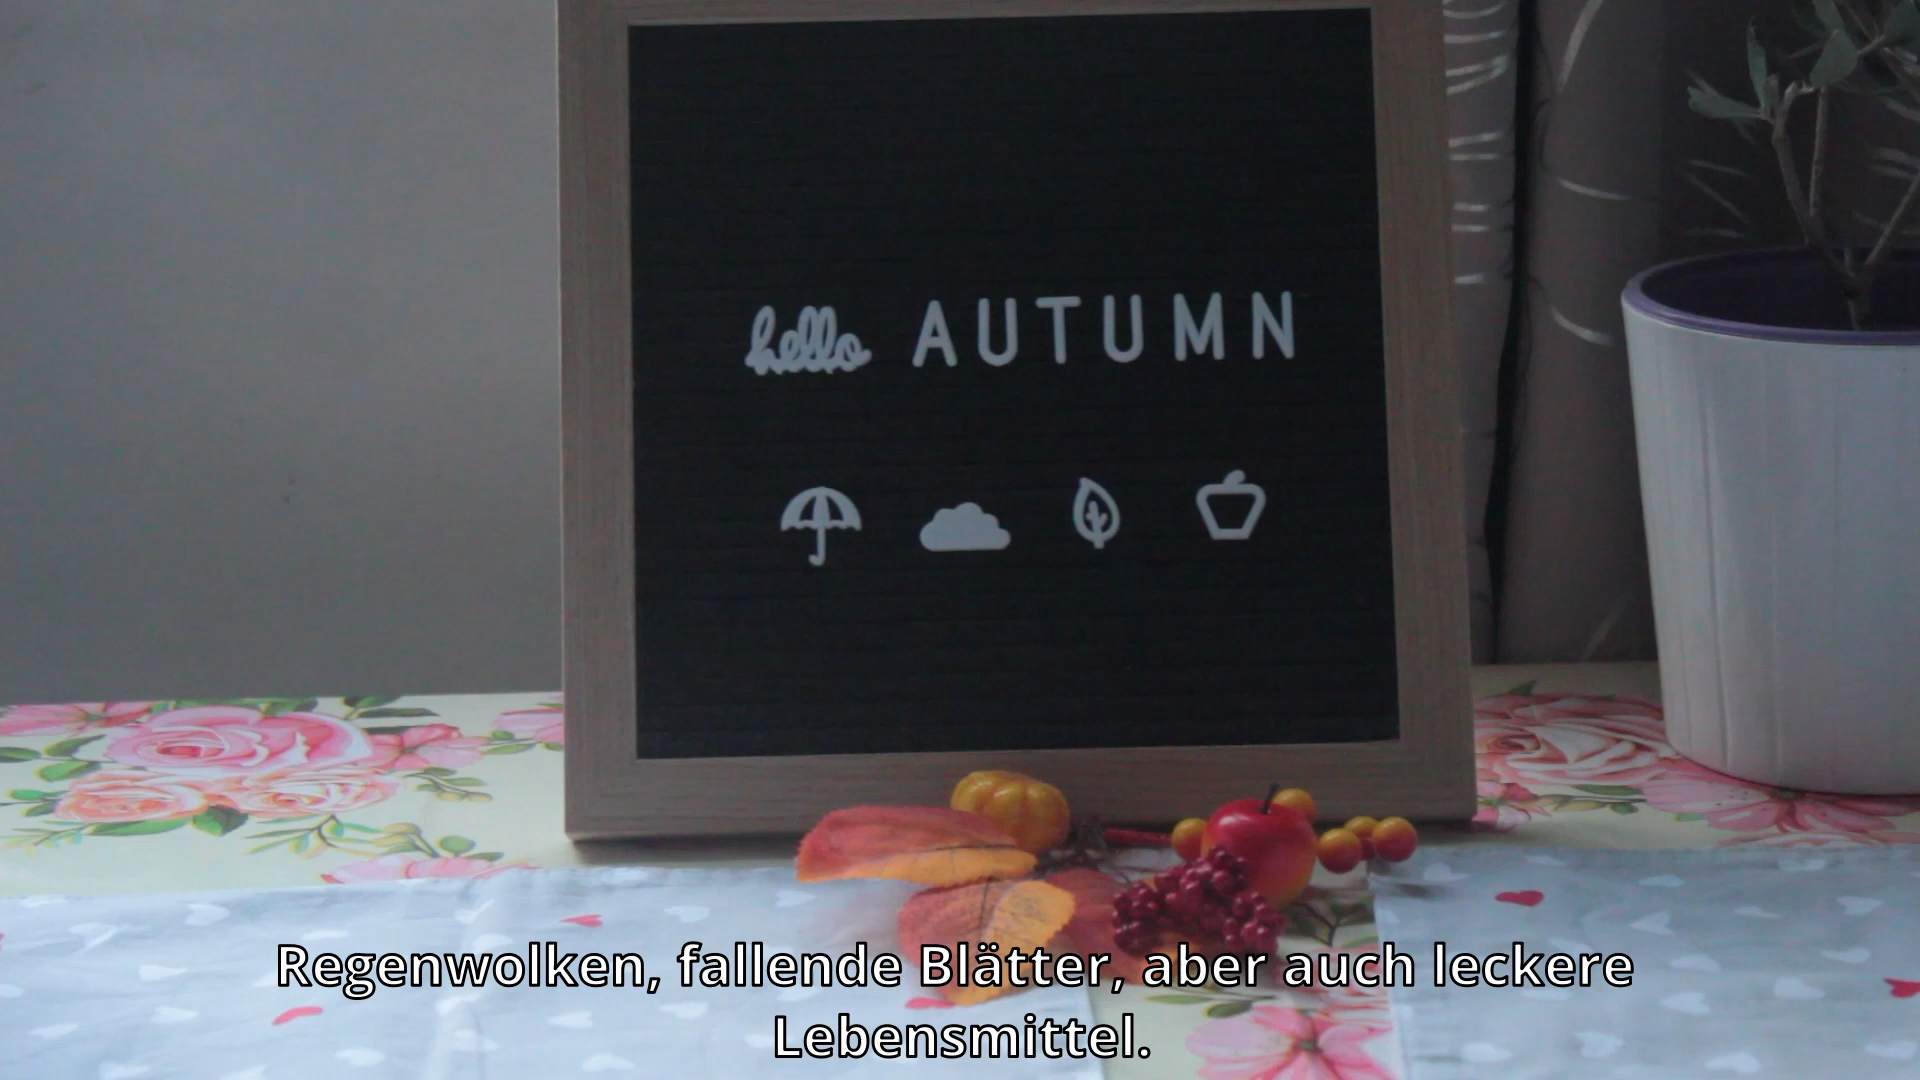 hello AUTUMN
Regenwolken, fallende Blätter, aber auch leckere
Lebensmittel.